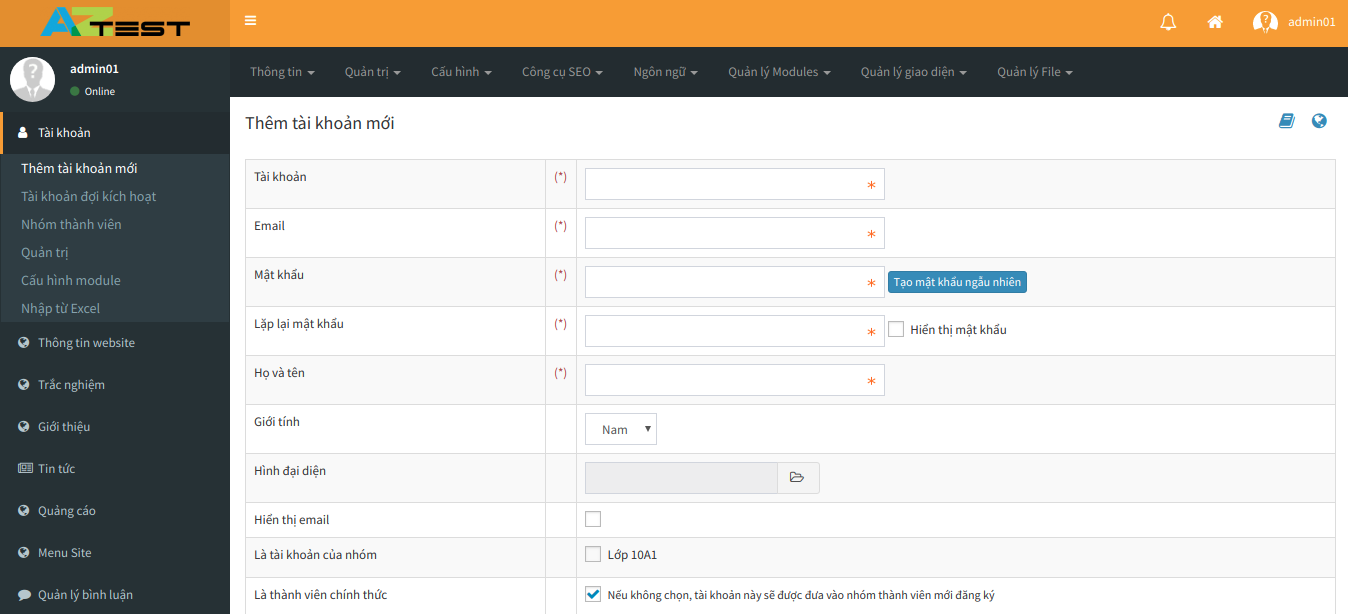 AZTEST
admin01
admin01
Online
Thông tin
Quản trị
Cấu hình
Công cụ SEO
Ngôn ngữ
Quản lý Modules
Quản lý giao diện
Quản lý File
Tài khoản
Thêm tài khoản mới
Tài khoản đợi kích hoạt
Nhóm thành viên
Quản trị
Cấu hình module
Nhập từ Excel
Thông tin website
Trắc nghiệm
Giới thiệu
Tin tức
Quảng cáo
Menu Site
Quản lý bình luận
Thêm tài khoản mới
Tài khoản (*) *
Email (*) *
Mật khẩu (*) * Tạo mật khẩu ngẫu nhiên
Lặp lại mật khẩu (*) * Hiển thị mật khẩu
Họ và tên (*) *
Giới tính Nam
Hình đại diện
Hiển thị email
Là tài khoản của nhóm Lớp 10A1
Là thành viên chính thức Nếu không chọn, tài khoản này sẽ được đưa vào nhóm thành viên mới đăng ký